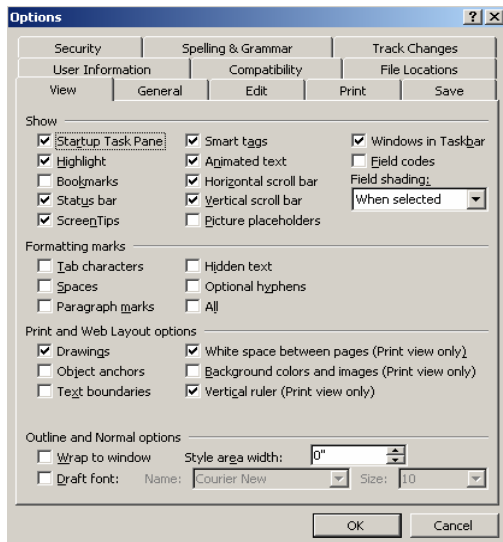 Options
Security Spelling & Grammar Track Changes
User Information Compatibility File Locations
View General Edit Print Save
Show
Startup Task Pane Smart tags Windows in Taskbar
Highlight Animated text Field codes
Bookmarks Horizontal scroll bar Field shading:
Status bar Vertical scroll bar When selected
ScreenTips Picture placeholders
Formatting marks
Tab characters Hidden text
Spaces Optional hyphens
Paragraph marks All
Print and Web Layout options
Drawings White space between pages (Print view only)
Object anchors Background colors and images (Print view only)
Text boundaries Vertical ruler (Print view only)
Outline and Normal options
Wrap to window Style area width: 0"
Draft font: Name: Courier New Size: 10
OK Cancel